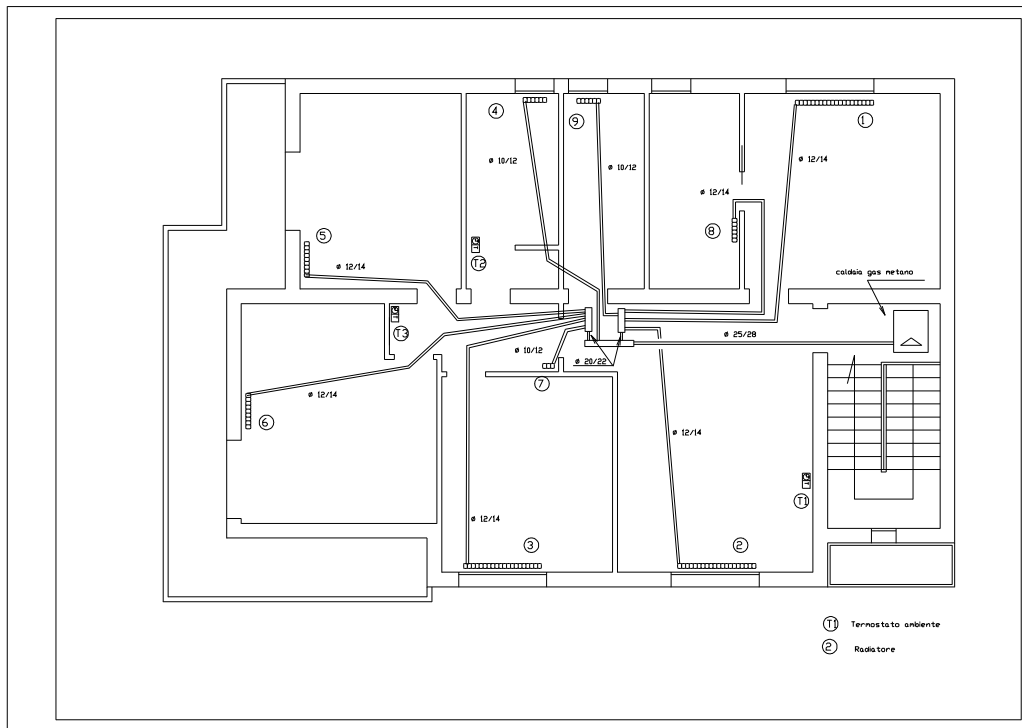 4
9
1
ø 10/12
ø 10/12
ø 12/14
ø 12/14
8
5
T2
ø 12/14
caldaia gas metano
T3
ø 25/28
ø 10/12
ø 20/22
7
ø 12/14
6
ø 12/14
T1
ø 12/14
3
2
T1 Termostato ambiente
2 Radiatore